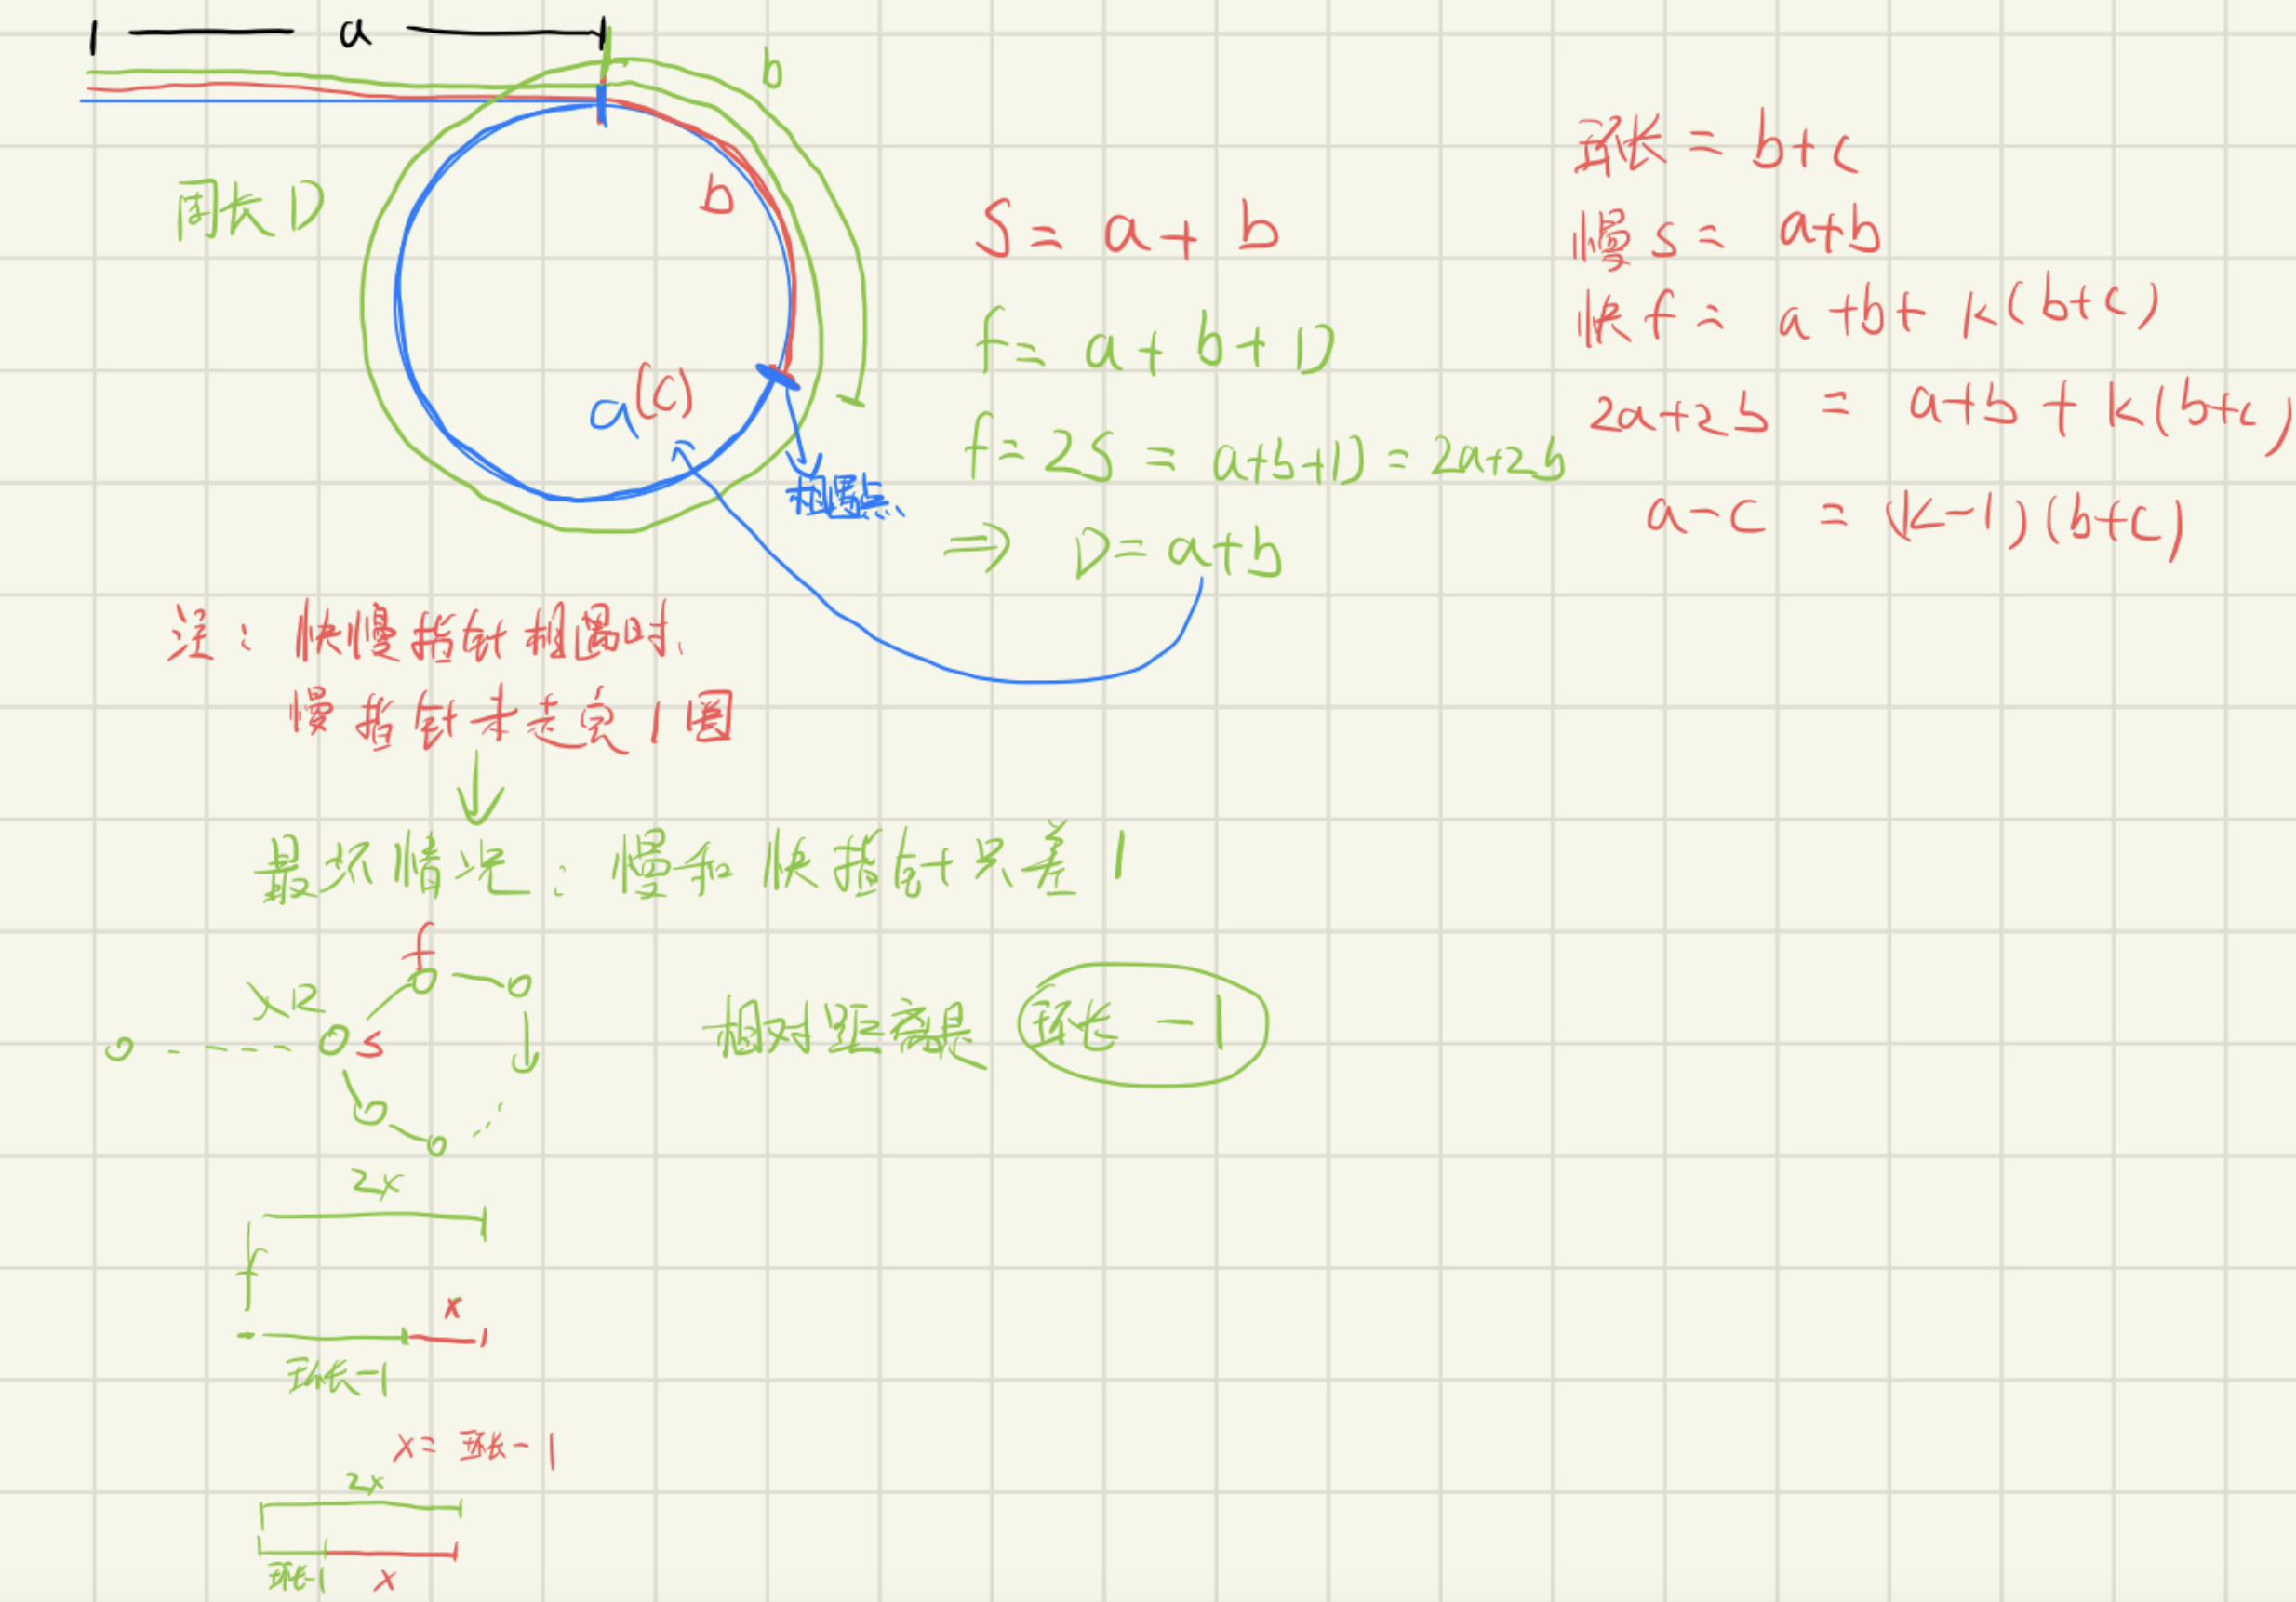 a
b
周长D
b
a(c)
相遇点
S = a + b
f = a + b + D
f = 2S = a+b+D = 2a+2b
⇒ D = a+b
环长 = b+c
慢 s = a+b
快 f = a+b+ k(b+c)
2a+2b = a+b + k(b+c)
a-c = (k-1)(b+c)
注: 快慢指针相遇时、
慢指针未走完1圈
最坏情况: 慢和快指针只差1
f
s
相对距离是 环长 - 1
2x
f
x
环长-1
x = 环长-1
2x
环长-1
x